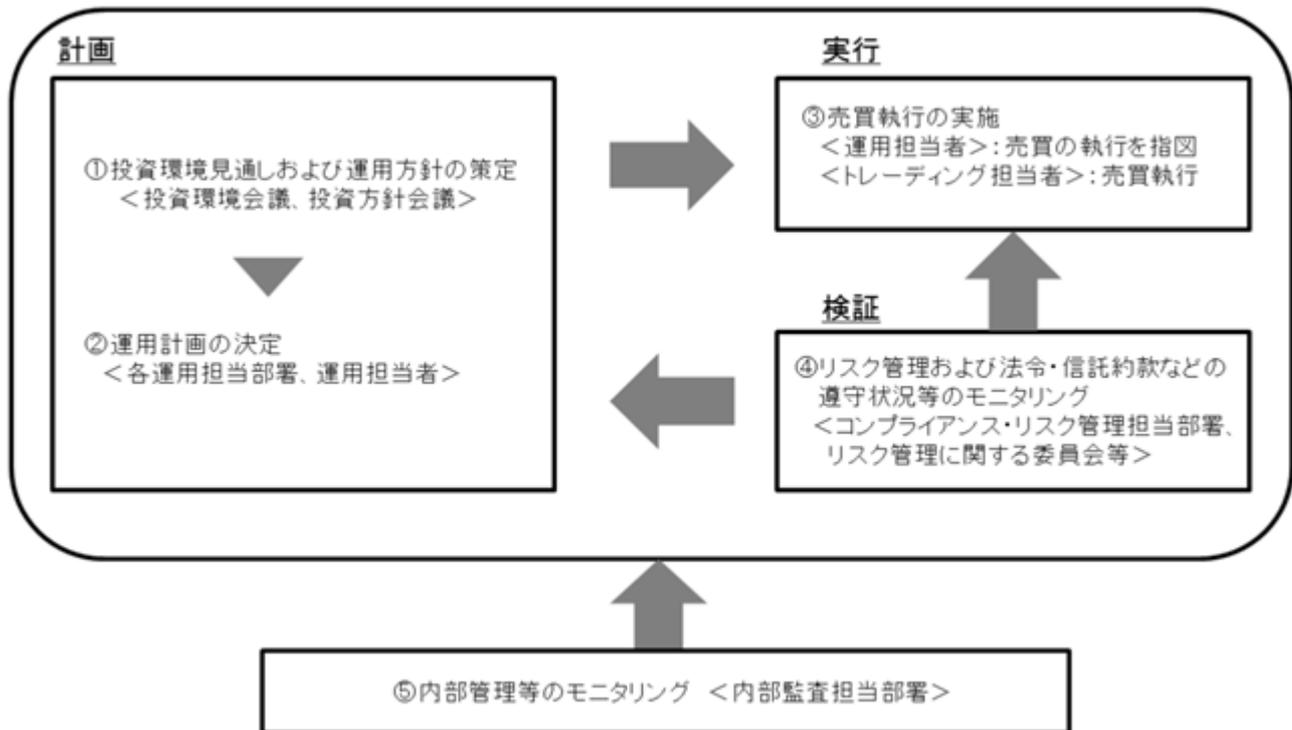 計画
①投資環境見通しおよび運用方針の策定
＜投資環境会議、投資方針会議＞
②運用計画の決定
＜各運用担当部署、運用担当者＞
実行
③売買執行の実施
＜運用担当者＞：売買の執行を指図
＜トレーディング担当者＞：売買執行
検証
④リスク管理および法令・信託約款などの
遵守状況等のモニタリング
＜コンプライアンス・リスク管理担当部署、
リスク管理に関する委員会等＞
⑤内部管理等のモニタリング ＜内部監査担当部署＞